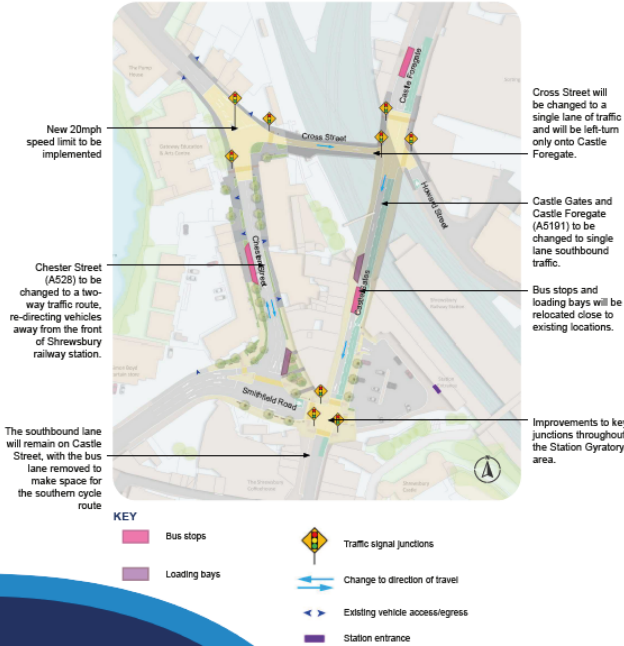 Castle Foregate
Cross Street will
be changed to a
single lane of traffic
and will be left-turn
only onto Castle
Foregate.
New 20mph
speed limit to be
implemented
Cross Street
Howard Street
Castle Gates and
Castle Foregate
(A5191) to be
changed to single
lane southbound
traffic.
Chester Street
(A528) to be
changed to a two-
way traffic route,
re-directing vehicles
away from the front
of Shrewsbury
railway station.
Chester Street
Castle Gates
Bus stops and
loading bays will be
relocated close to
existing locations.
Smithfield Road
The southbound lane
will remain on Castle
Street, with the bus
lane removed to
make space for
the southern cycle
route
Improvements to key
junctions throughout
the Station Gyratory
area.
KEY
Bus stops
Loading bays
Traffic signal junctions
Change to direction of travel
Existing vehicle access/egress
Station entrance